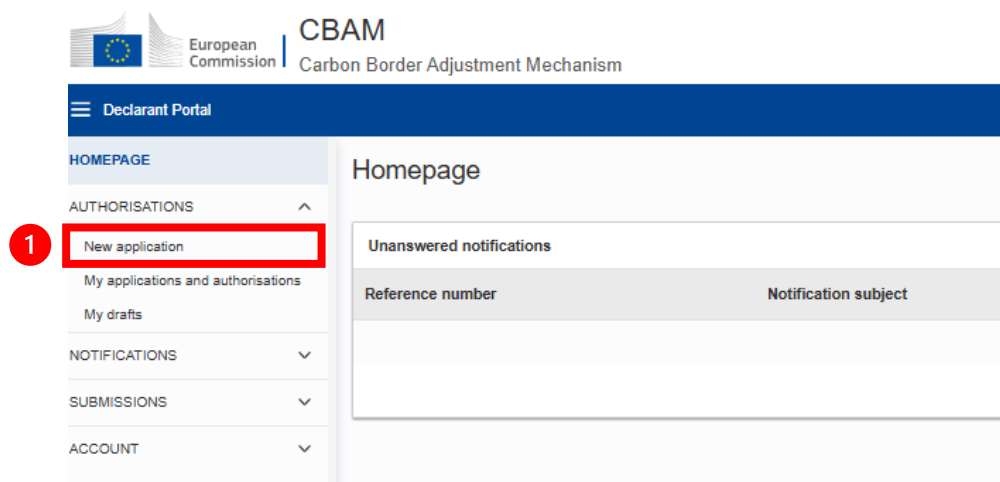 European
Commission
CBAM
Carbon Border Adjustment Mechanism
Declarant Portal
HOMEPAGE
AUTHORISATIONS
1
New application
My applications and authorisations
My drafts
NOTIFICATIONS
SUBMISSIONS
ACCOUNT
Homepage
Unanswered notifications
Reference number Notification subject